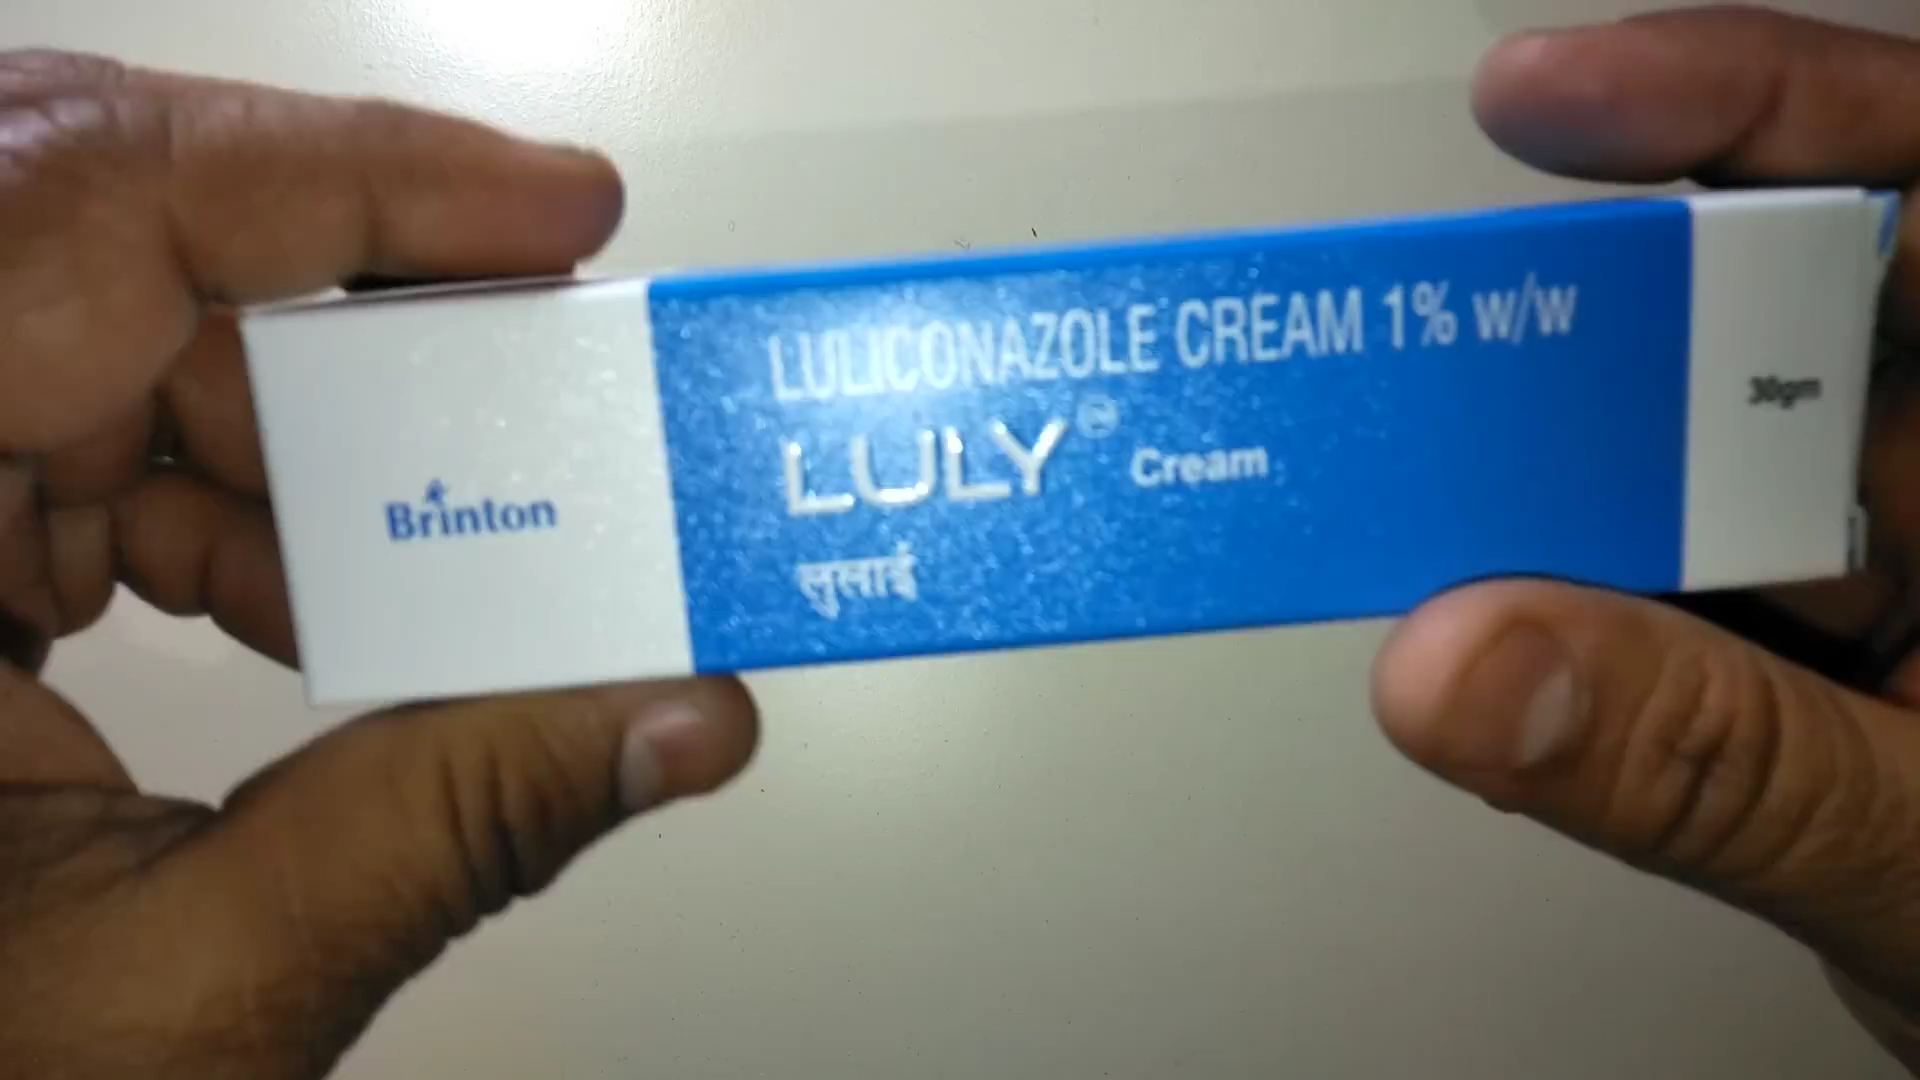 Brinton
LULICONAZOLE CREAM 1% w/w
LULY® Cream
लुलाई
30gm